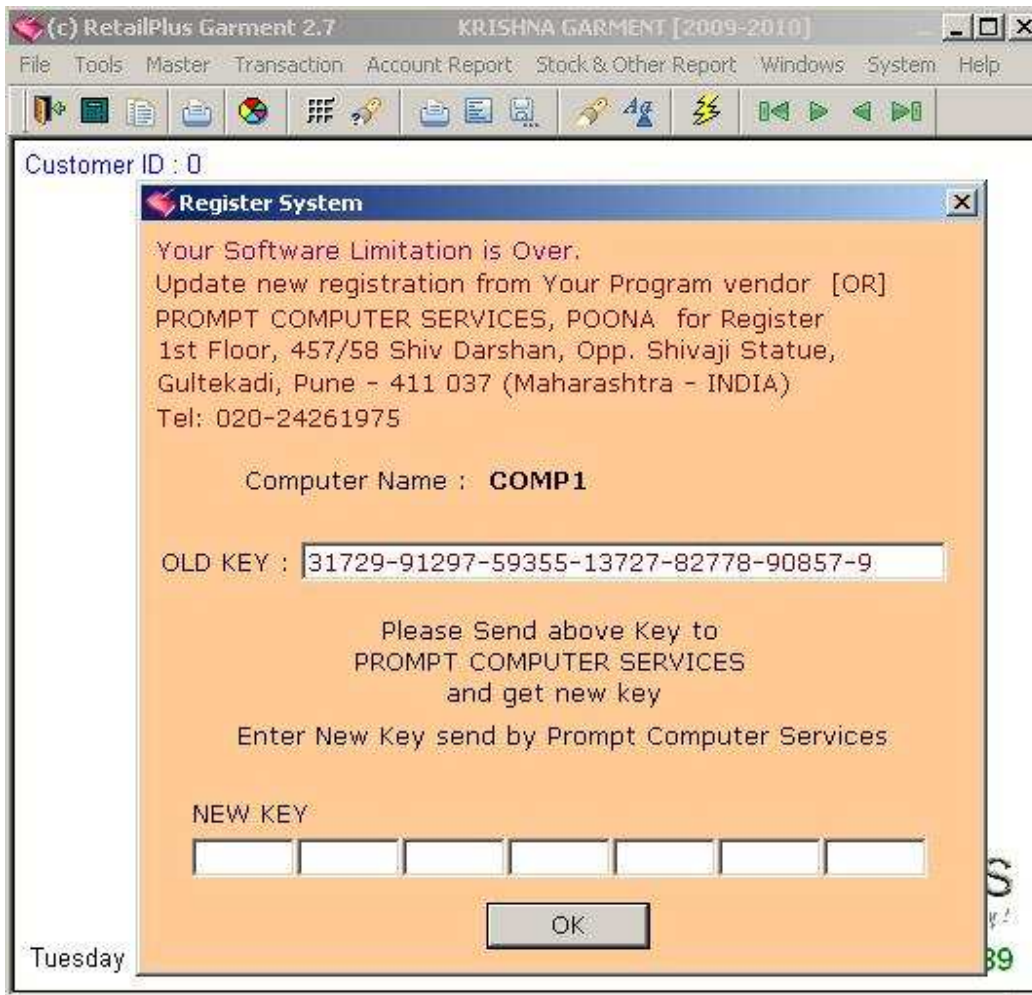 (c) RetailPlus Garment 2.7 KRISHNA GARMENT [2009-2010]
File Tools Master Transaction Account Report Stock & Other Report Windows System Help
Customer ID : 0
Register System
Your Software Limitation is Over.
Update new registration from Your Program vendor [OR]
PROMPT COMPUTER SERVICES, POONA for Register
1st Floor, 457/58 Shiv Darshan, Opp. Shivaji Statue,
Gultekadi, Pune - 411 037 (Maharashtra - INDIA)
Tel: 020-24261975
Computer Name : COMP1
OLD KEY : 31729-91297-59355-13727-82778-90857-9
Please Send above Key to
PROMPT COMPUTER SERVICES
and get new key
Enter New Key send by Prompt Computer Services
NEW KEY
S
OK
Tuesday 39